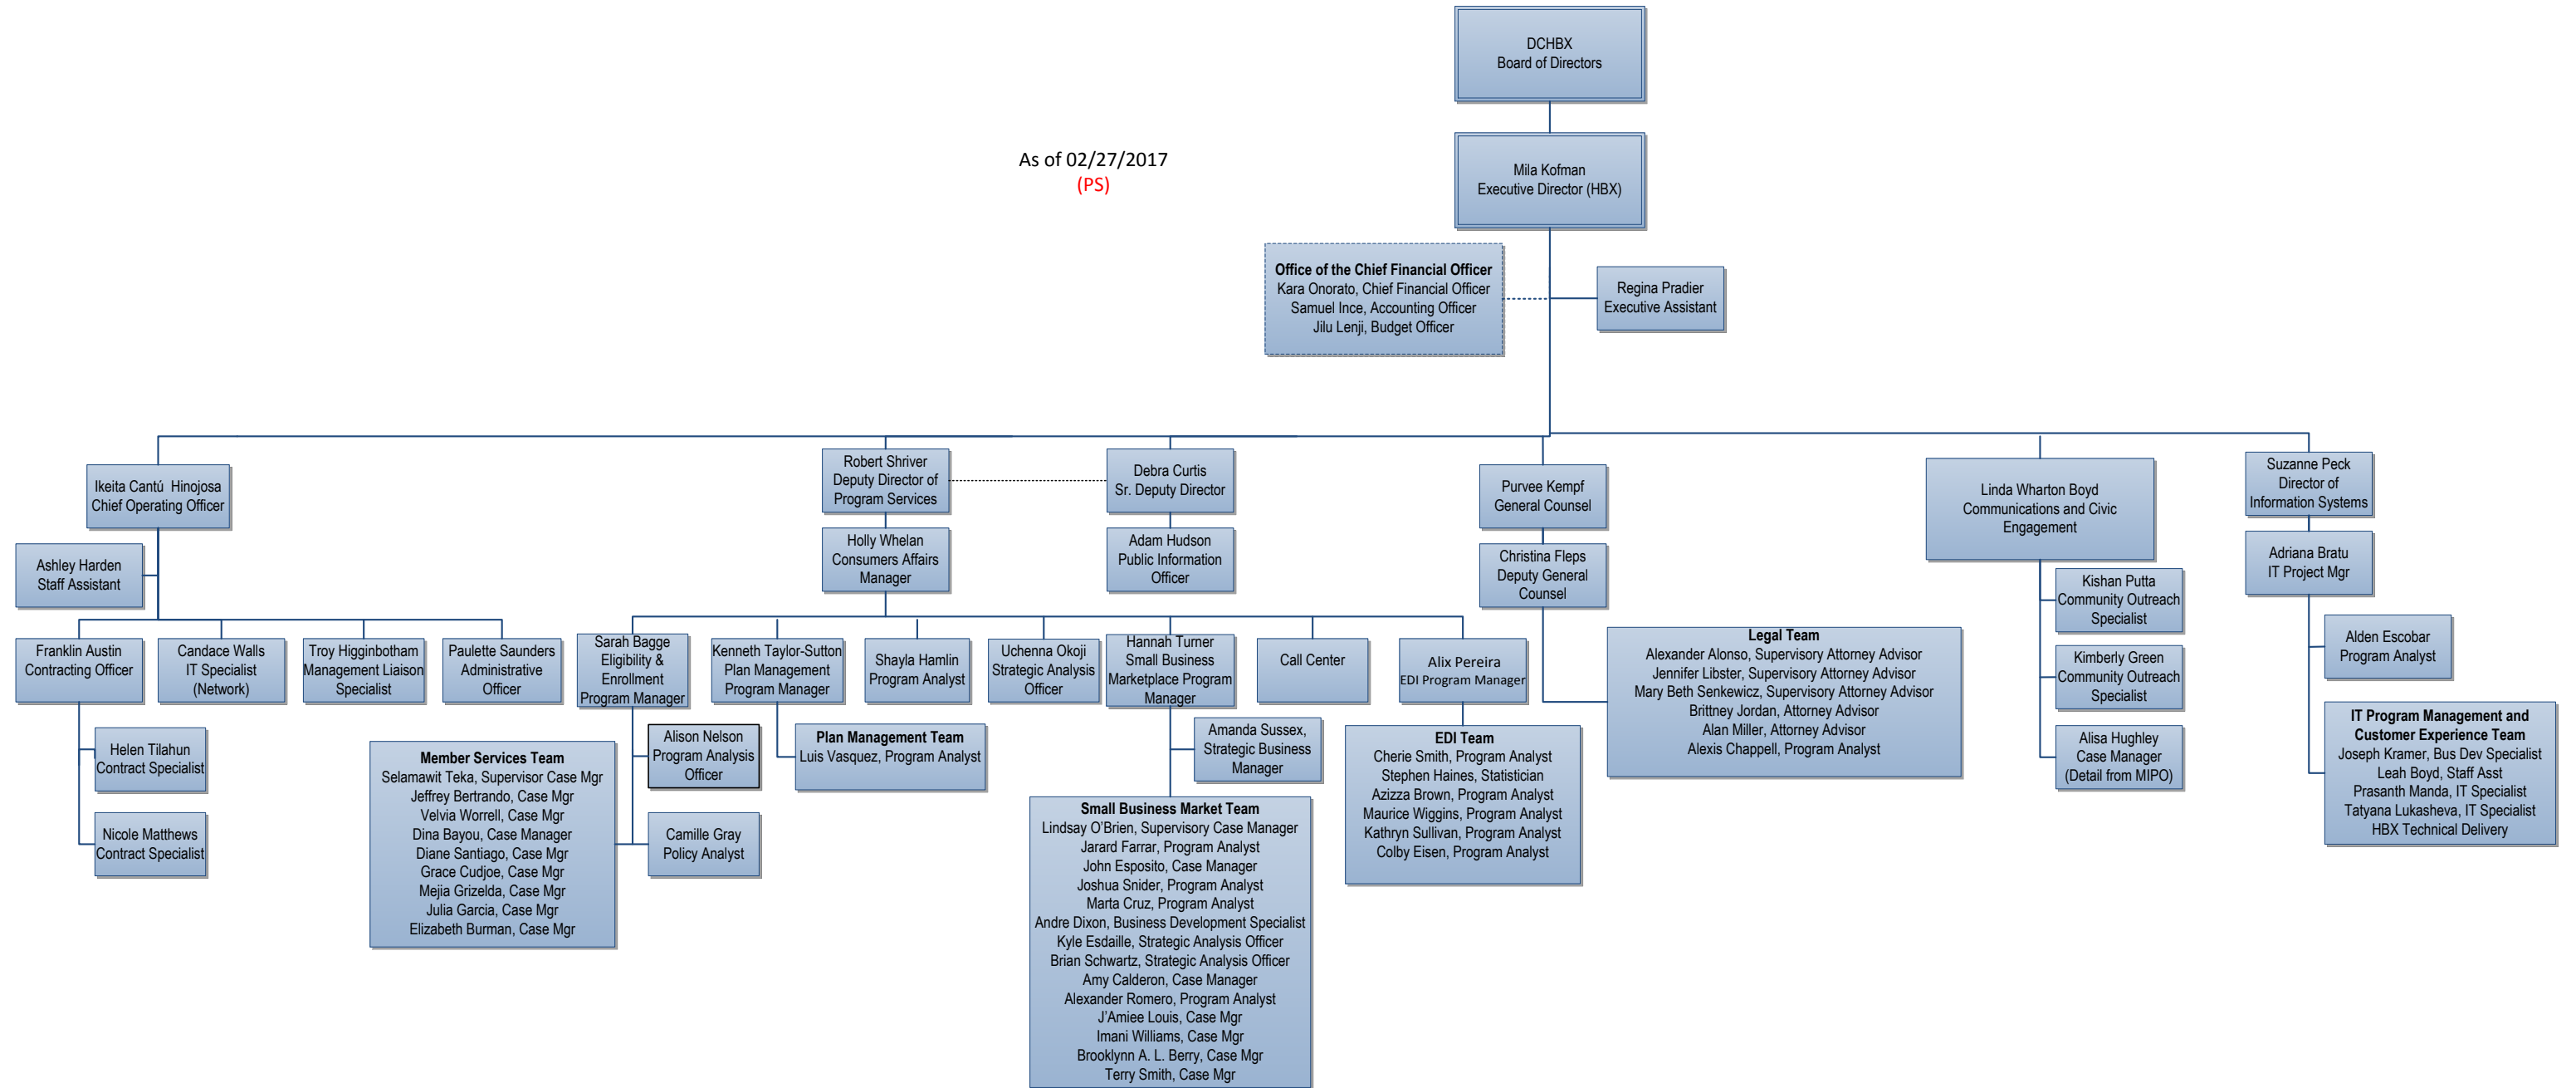 DCHBX
Board of Directors
As of 02/27/2017
(PS)
Mila Kofman
Executive Director (HBX)
Office of the Chief Financial Officer
Kara Onorato, Chief Financial Officer
Samuel Ince, Accounting Officer
Jilu Lenji, Budget Officer
Regina Pradier
Executive Assistant
Ikeita Cantú  Hinojosa
Chief Operating Officer
Robert Shriver
Deputy Director of
Program Services
Debra Curtis
Sr. Deputy Director
Purvee Kempf
General Counsel
Linda Wharton Boyd
Communications and Civic
Engagement
Suzanne Peck
Director of
Information Systems
Ashley Harden
Staff Assistant
Holly Whelan
Consumers Affairs
Manager
Adam Hudson
Public Information
Officer
Christina Fleps
Deputy General
Counsel
Adriana Bratu
IT Project Mgr
Kishan Putta
Community Outreach
Specialist
Kimberly Green
Community Outreach
Specialist
Alisa Hughley
Case Manager
(Detail from MIPO)
Alden Escobar
Program Analyst
Franklin Austin
Contracting Officer
Candace Walls
IT Specialist
(Network)
Troy Higginbotham
Management Liaison
Specialist
Paulette Saunders
Administrative
Officer
Sarah Bagge
Eligibility &
Enrollment
Program Manager
Kenneth Taylor-Sutton
Plan Management
Program Manager
Shayla Hamlin
Program Analyst
Uchenna Okoji
Strategic Analysis
Officer
Hannah Turner
Small Business
Marketplace Program
Manager
Call Center
Alix Pereira
EDI Program Manager
Legal Team
Alexander Alonso, Supervisory Attorney Advisor
Jennifer Libster, Supervisory Attorney Advisor
Mary Beth Senkewicz, Supervisory Attorney Advisor
Brittney Jordan, Attorney Advisor
Alan Miller, Attorney Advisor
Alexis Chappell, Program Analyst
Helen Tilahun
Contract Specialist
Nicole Matthews
Contract Specialist
Member Services Team
Selamawit Teka, Supervisor Case Mgr
Jeffrey Bertrando, Case Mgr
Velvia Worrell, Case Mgr
Dina Bayou, Case Manager
Diane Santiago, Case Mgr
Grace Cudjoe, Case Mgr
Mejia Grizelda, Case Mgr
Julia Garcia, Case Mgr
Elizabeth Burman, Case Mgr
Alison Nelson
Program Analysis
Officer
Camille Gray
Policy Analyst
Plan Management Team
Luis Vasquez, Program Analyst
Amanda Sussex,
Strategic Business
Manager
Small Business Market Team
Lindsay O’Brien, Supervisory Case Manager
Jarard Farrar, Program Analyst
John Esposito, Case Manager
Joshua Snider, Program Analyst
Marta Cruz, Program Analyst
Andre Dixon, Business Development Specialist
Kyle Esdaille, Strategic Analysis Officer
Brian Schwartz, Strategic Analysis Officer
Amy Calderon, Case Manager
Alexander Romero, Program Analyst
J’Amiee Louis, Case Mgr
Imani Williams, Case Mgr
Brooklynn A. L. Berry, Case Mgr
Terry Smith, Case Mgr
EDI Team
Cherie Smith, Program Analyst
Stephen Haines, Statistician
Azizza Brown, Program Analyst
Maurice Wiggins, Program Analyst
Kathryn Sullivan, Program Analyst
Colby Eisen, Program Analyst
IT Program Management and
Customer Experience Team
Joseph Kramer, Bus Dev Specialist
Leah Boyd, Staff Asst
Prasanth Manda, IT Specialist
Tatyana Lukasheva, IT Specialist
HBX Technical Delivery